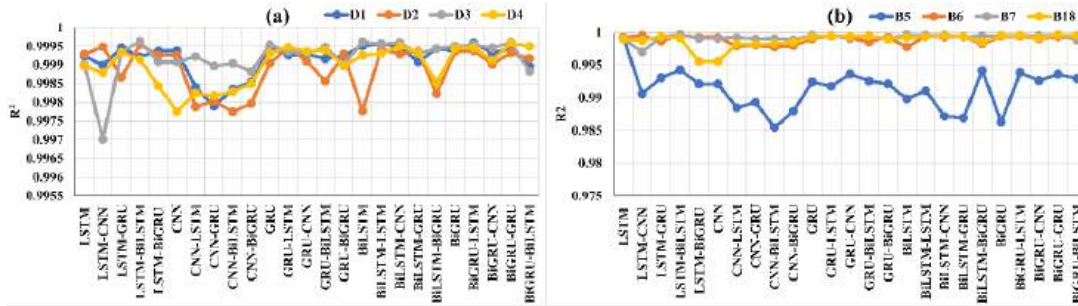 (a)
D1 D2 D3 D4
1
0.9995
0.999
0.9985
0.998
0.9975
0.997
0.9965
0.996
0.9955
R²
LSTM
LSTM-CNN
LSTM-GRU
LSTM-BiLSTM
LSTM-BiGRU
CNN
CNN-LSTM
CNN-GRU
CNN-BiLSTM
CNN-BiGRU
GRU
GRU-LSTM
GRU-CNN
GRU-BiLSTM
GRU-BiGRU
BiLSTM
BiLSTM-LSTM
BiLSTM-CNN
BiLSTM-GRU
BiLSTM-BiGRU
BiGRU
BiGRU-LSTM
BiGRU-CNN
BiGRU-GRU
BiGRU-BiLSTM
(b)
B5 B6 B7 B18
1
0.995
0.99
0.985
0.98
0.975
R2
LSTM
LSTM-CNN
LSTM-GRU
LSTM-BiLSTM
LSTM-BiGRU
CNN
CNN-LSTM
CNN-GRU
CNN-BiLSTM
CNN-BiGRU
GRU
GRU-LSTM
GRU-CNN
GRU-BiLSTM
GRU-BiGRU
BiLSTM
BiLSTM-LSTM
BiLSTM-CNN
BiLSTM-GRU
BiLSTM-BiGRU
BiGRU
BiGRU-LSTM
BiGRU-CNN
BiGRU-GRU
BiGRU-BiLSTM